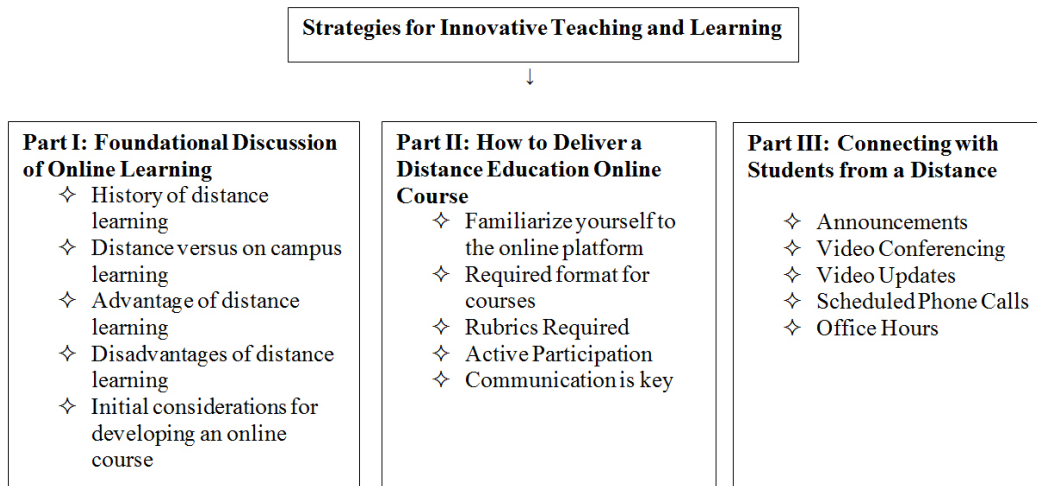 Strategies for Innovative Teaching and Learning
↓
Part I: Foundational Discussion
of Online Learning
✧ History of distance
learning
✧ Distance versus on campus
learning
✧ Advantage of distance
learning
✧ Disadvantages of distance
learning
✧ Initial considerations for
developing an online
course
Part II: How to Deliver a
Distance Education Online
Course
✧ Familiarize yourself to
the online platform
✧ Required format for
courses
✧ Rubrics Required
✧ Active Participation
✧ Communication is key
Part III: Connecting with
Students from a Distance
✧ Announcements
✧ Video Conferencing
✧ Video Updates
✧ Scheduled Phone Calls
✧ Office Hours